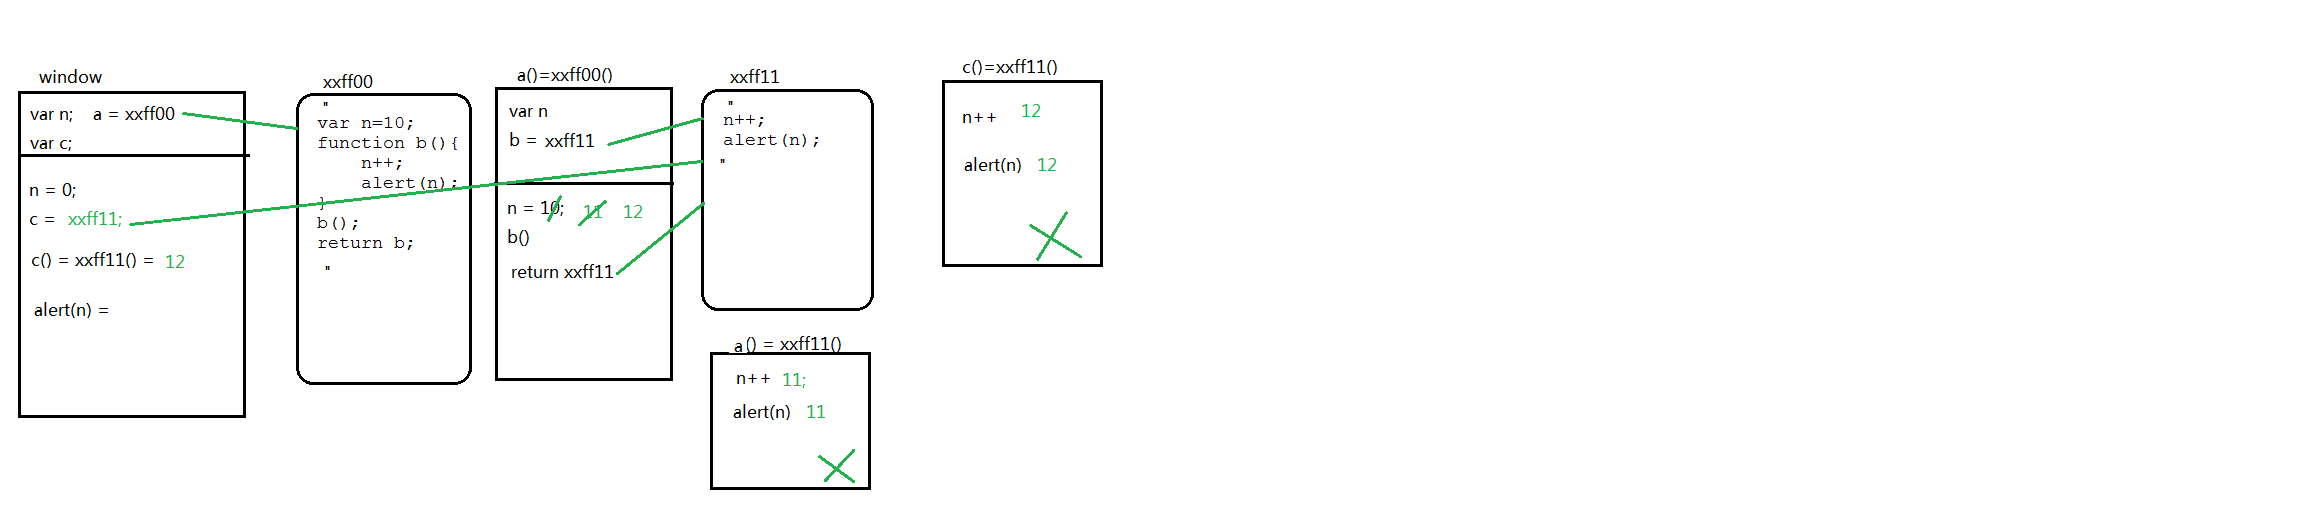 window
var n; a = xxff00
var c;
n = 0;
c = xxff11;
c() = xxff11() = 12
alert(n) =
xxff00
"
var n=10;
function b(){
n++;
alert(n);
}
b();
return b;
"
a()=xxff00()
var n
b = xxff11
n = 10; 11 12
b()
return xxff11
xxff11
"
n++;
alert(n);
"
a() = xxff11()
n++ 11;
alert(n) 11
c()=xxff11()
n++ 12
alert(n) 12